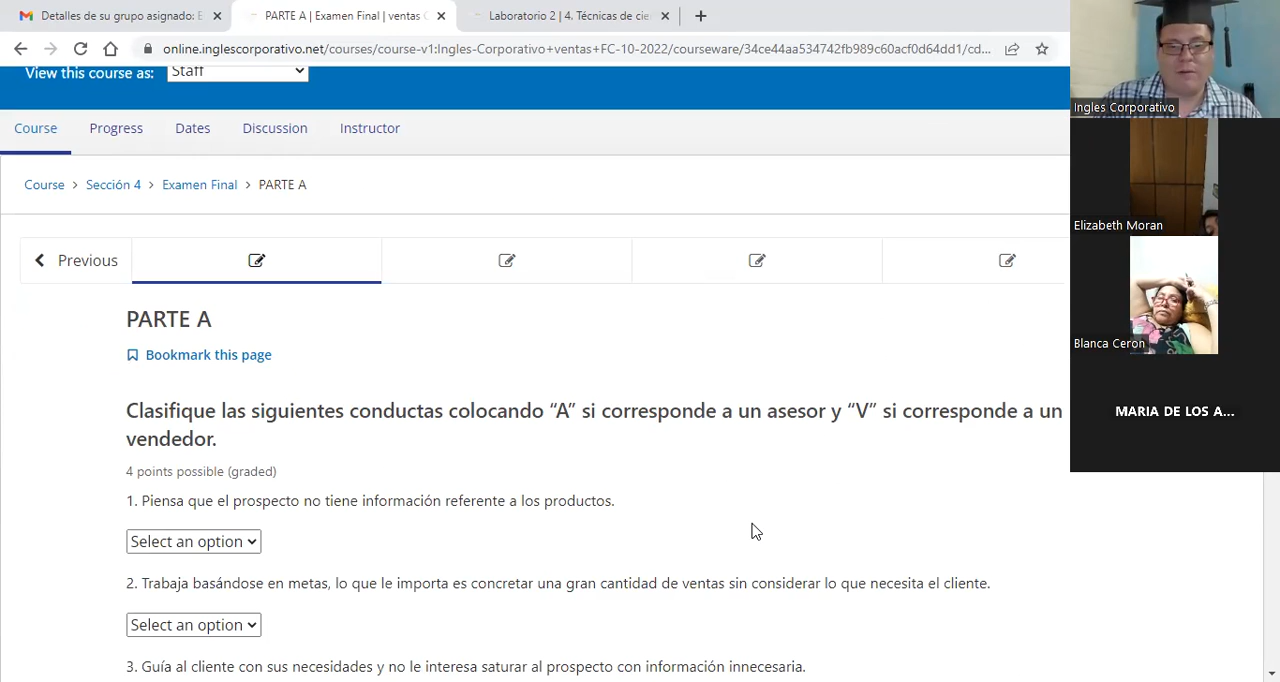 Detalles de su grupo asignado: E
PARTE A | Examen Final | ventas
Laboratorio 2 | 4. Técnicas de cie
online.inglescorporativo.net/courses/course-v1:Ingles-Corporativo+ventas+FC-10-2022/courseware/34ce44aa534742fb989c60acf0d64dd1/cd...
View this course as:
Staff
Course
Progress
Dates
Discussion
Instructor
Course > Sección 4 > Examen Final > PARTE A
Previous
PARTE A
Bookmark this page
Clasifique las siguientes conductas colocando “A” si corresponde a un asesor y “V” si corresponde a un
vendedor.
4 points possible (graded)
1. Piensa que el prospecto no tiene información referente a los productos.
Select an option
2. Trabaja basándose en metas, lo que le importa es concretar una gran cantidad de ventas sin considerar lo que necesita el cliente.
Select an option
3. Guía al cliente con sus necesidades y no le interesa saturar al prospecto con información innecesaria.
Ingles Corporativo
Elizabeth Moran
Blanca Ceron
MARIA DE LOS A...